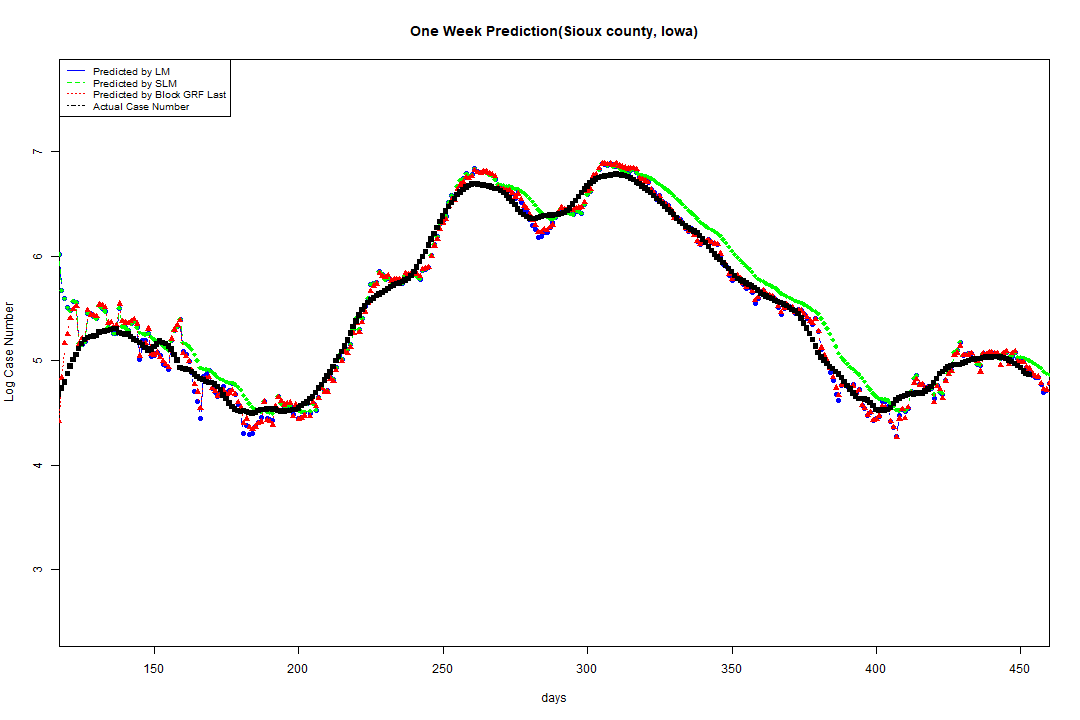 One Week Prediction(Sioux county, Iowa)
Predicted by LM
Predicted by SLM
Predicted by Block GRF Last
Actual Case Number
7
6
5
4
3
Log Case Number
150 200 250 300 350 400 450
days